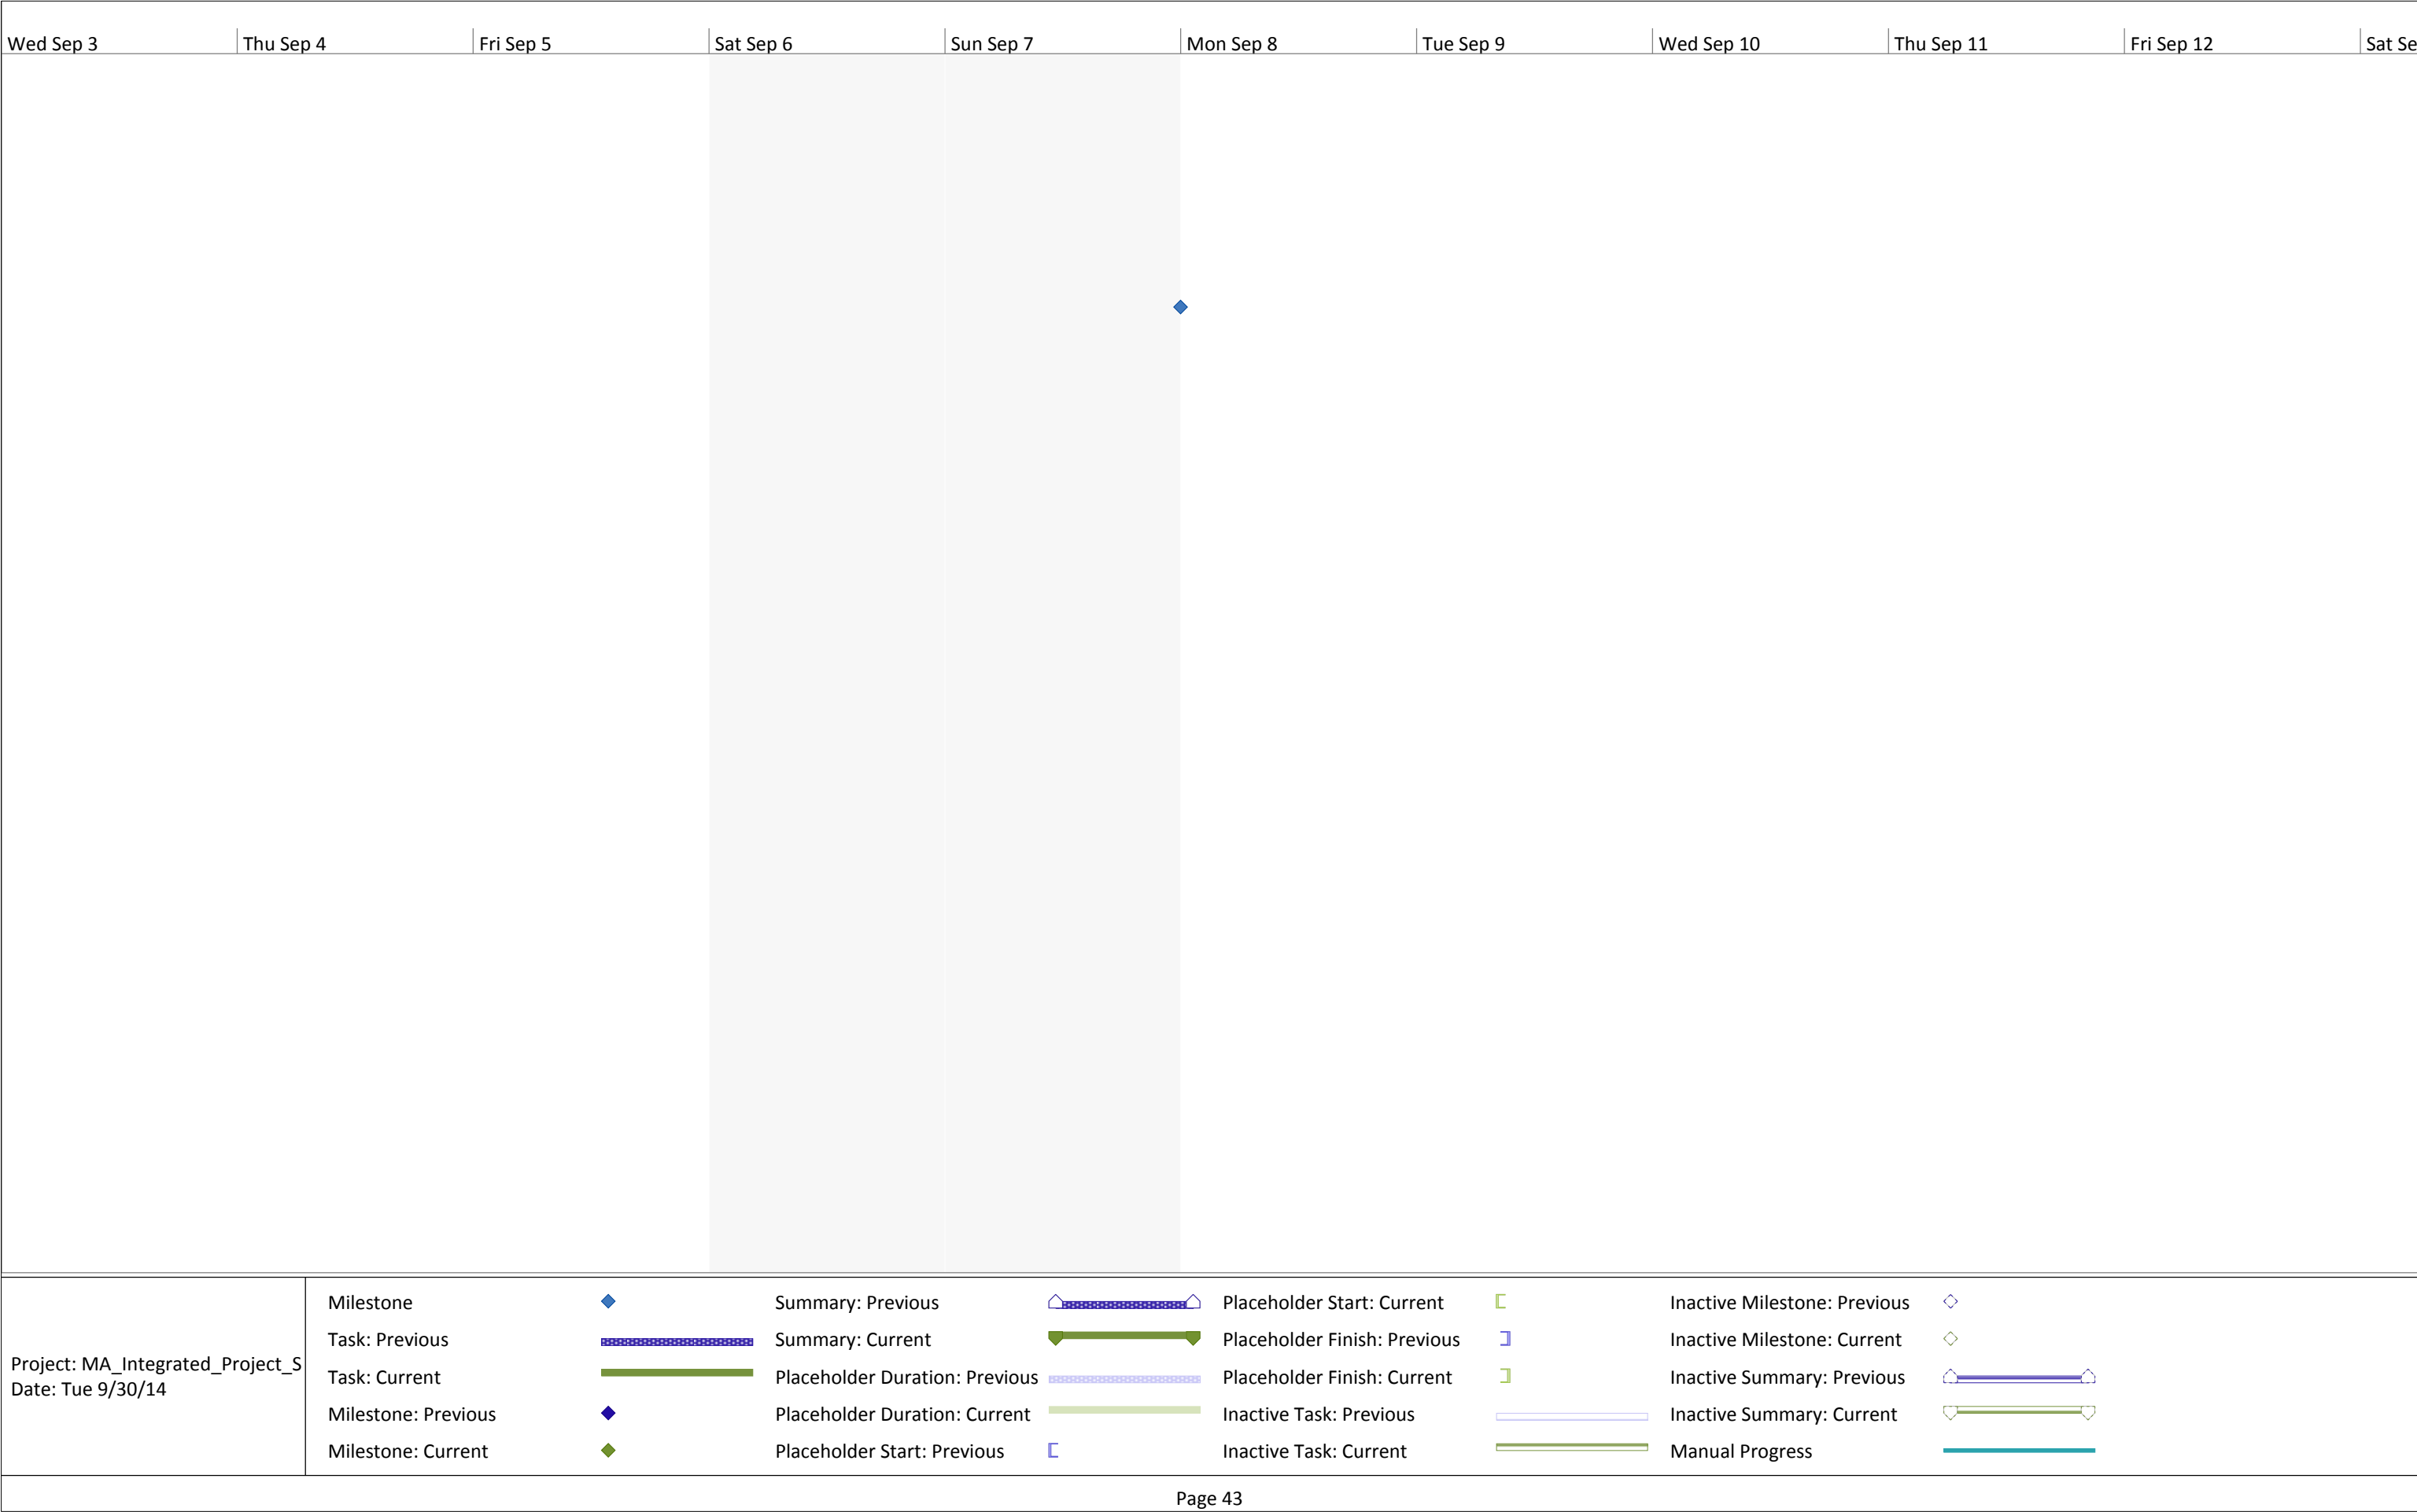 Wed Sep 3 Thu Sep 4 Fri Sep 5 Sat Sep 6 Sun Sep 7 Mon Sep 8 Tue Sep 9 Wed Sep 10 Thu Sep 11 Fri Sep 12 Sat Se
Project: MA_Integrated_Project_S
Date: Tue 9/30/14
Milestone
Task: Previous
Task: Current
Milestone: Previous
Milestone: Current
Summary: Previous
Summary: Current
Placeholder Duration: Previous
Placeholder Duration: Current
Placeholder Start: Previous
Placeholder Start: Current
Placeholder Finish: Previous
Placeholder Finish: Current
Inactive Task: Previous
Inactive Task: Current
Inactive Milestone: Previous
Inactive Milestone: Current
Inactive Summary: Previous
Inactive Summary: Current
Manual Progress
Page 43